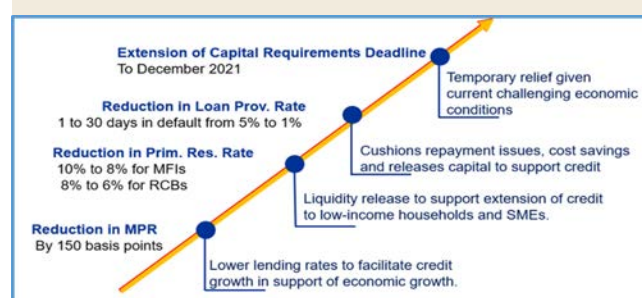 Extension of Capital Requirements Deadline
To December 2021
Temporary relief given
current challenging economic
conditions
Reduction in Loan Prov. Rate
1 to 30 days in default from 5% to 1%
Cushions repayment issues, cost savings
and releases capital to support credit
Reduction in Prim. Res. Rate
10% to 8% for MFIs
8% to 6% for RCBs
Liquidity release to support extension of credit
to low-income households and SMEs.
Reduction in MPR
By 150 basis points
Lower lending rates to facilitate credit
growth in support of economic growth.